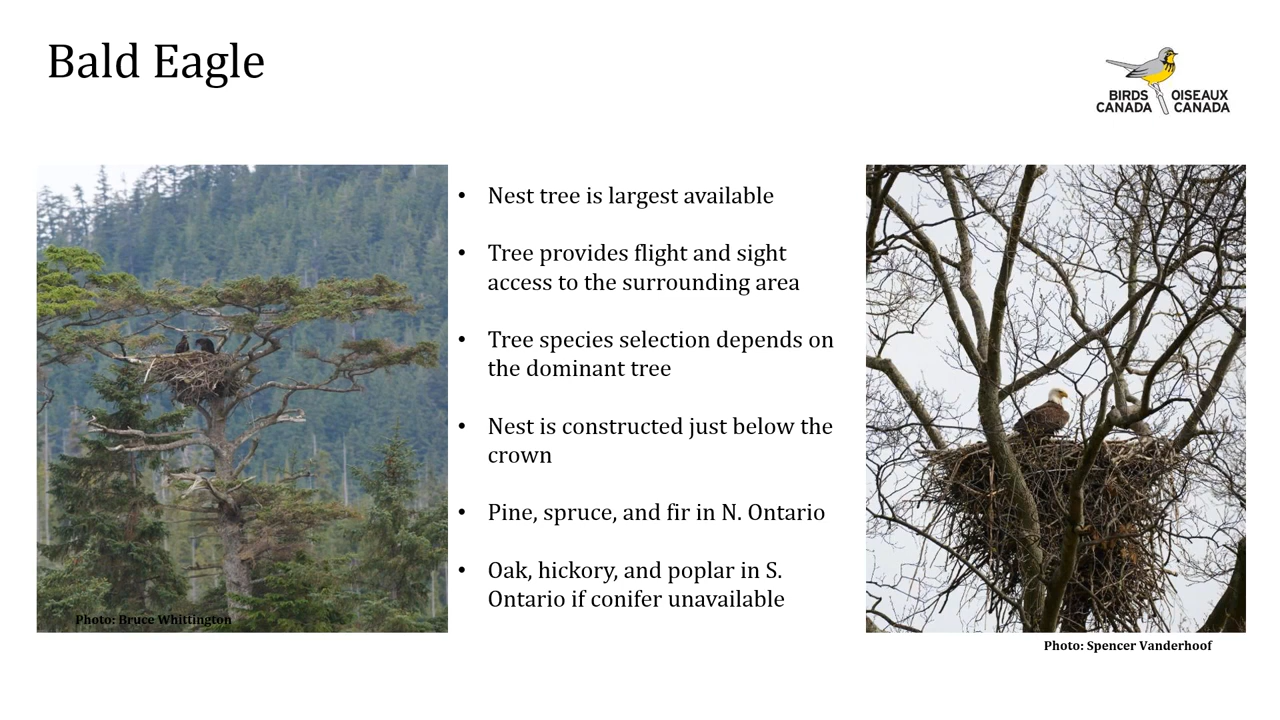 Bald Eagle
BIRDS OISEAUX
CANADA CANADA
• Nest tree is largest available
• Tree provides flight and sight
access to the surrounding area
• Tree species selection depends on
the dominant tree
• Nest is constructed just below the
crown
• Pine, spruce, and fir in N. Ontario
• Oak, hickory, and poplar in S.
Ontario if conifer unavailable
Photo: Bruce Whittington
Photo: Spencer Vanderhoof